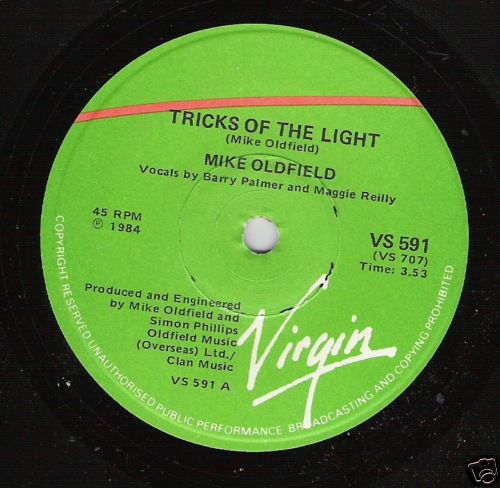 TRICKS OF THE LIGHT
(Mike Oldfield)
MIKE OLDFIELD
Vocals by Barry Palmer and Maggie Reilly
45 RPM
℗ 1984
VS 591
(VS 707)
Time: 3.53
Produced and Engineered
by Mike Oldfield and
Simon Phillips
Oldfield Music
(Overseas) Ltd./
Clan Music
VS 591 A
Virgin
COPYRIGHT RESERVED UNAUTHORISED PUBLIC PERFORMANCE BROADCASTING AND COPYING PROHIBITED